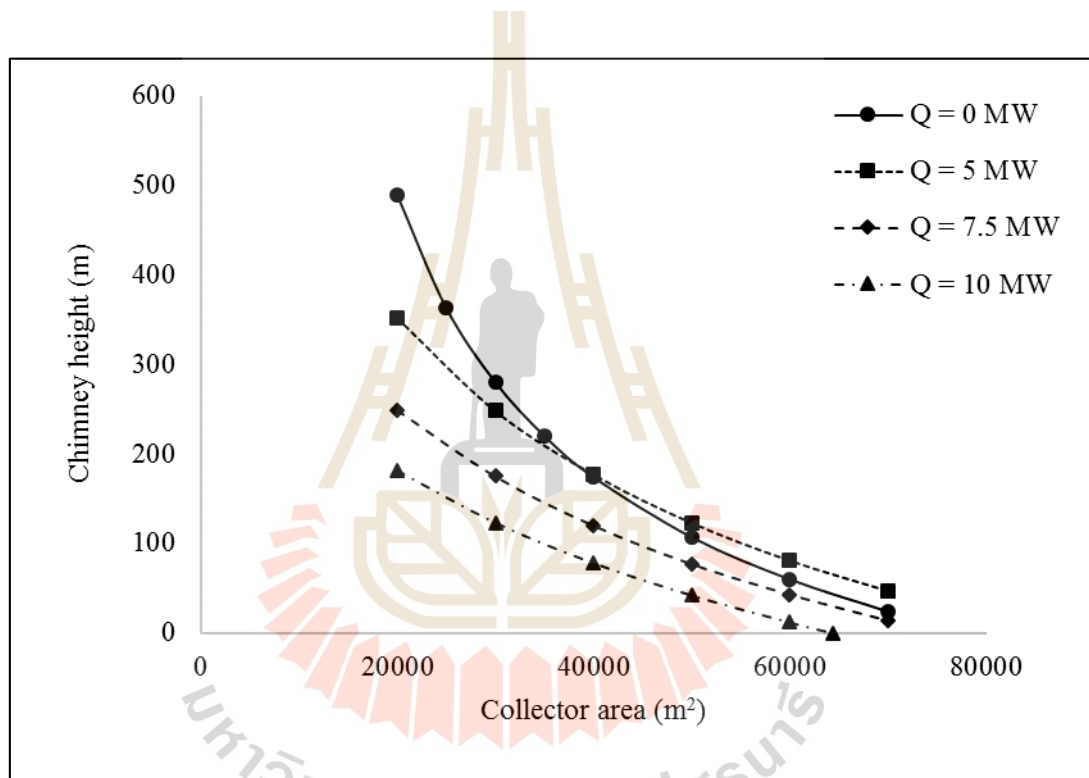 600
500
400
300
200
100
0
Chimney height (m)
Q = 0 MW
Q = 5 MW
Q = 7.5 MW
Q = 10 MW
0 20000 40000 60000 80000
Collector area (m²)